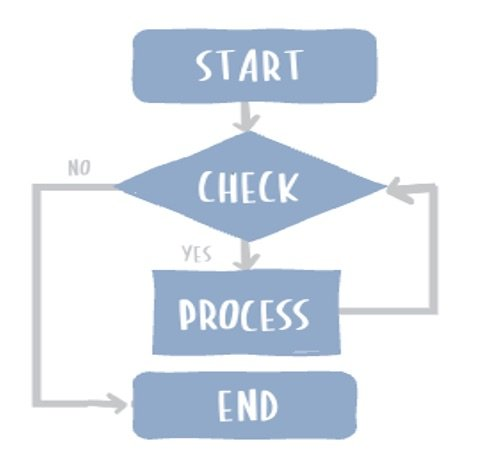 START
NO
CHECK
YES
PROCESS
END